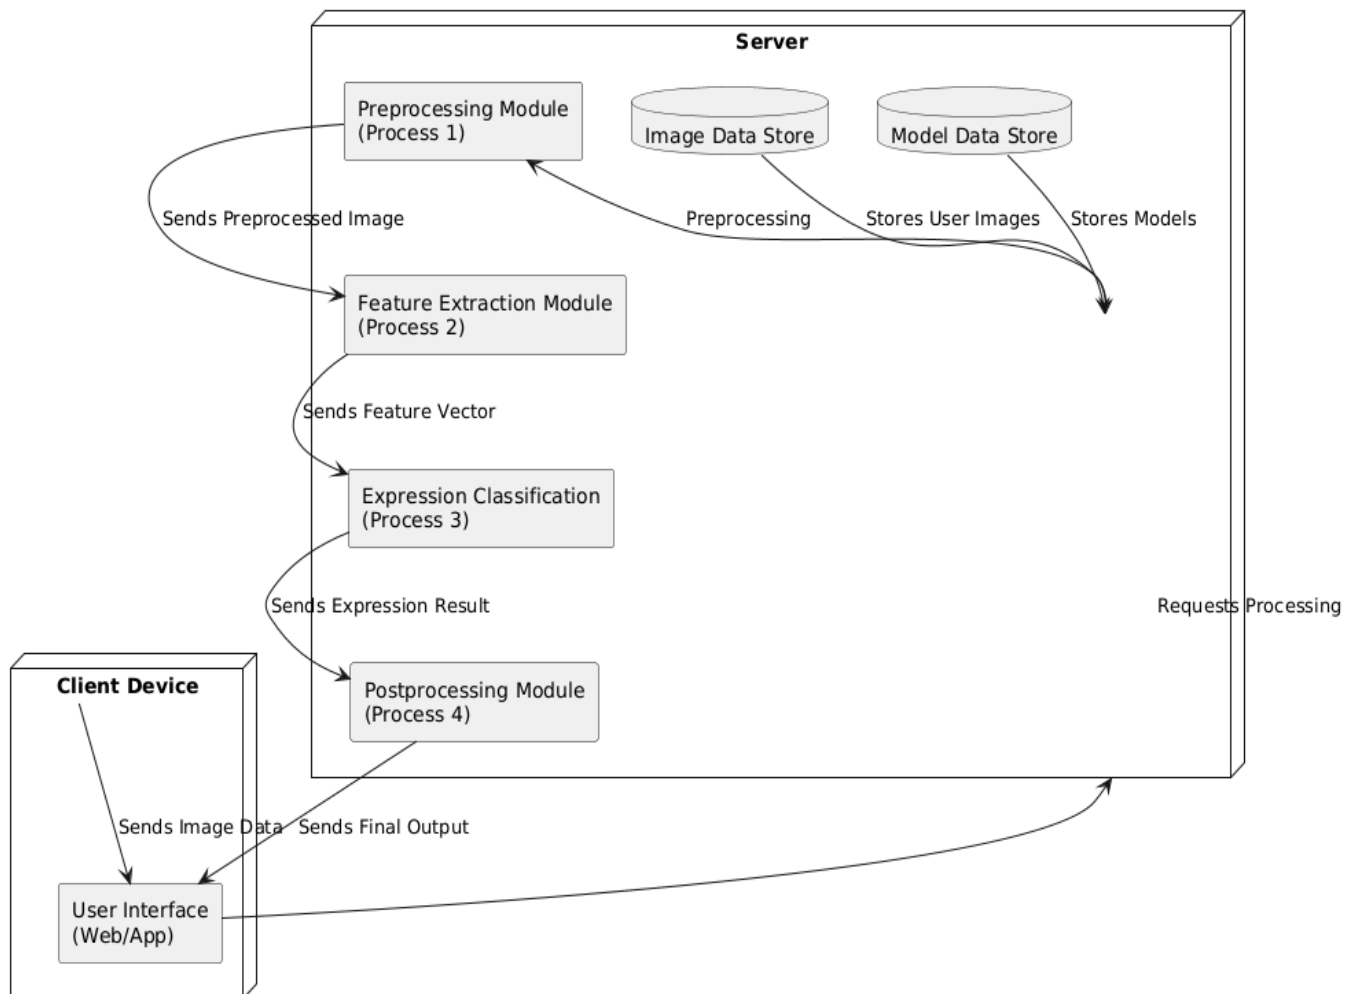 Server
Preprocessing Module
(Process 1)
Image Data Store
Model Data Store
Sends Preprocessed Image
Preprocessing
Stores User Images
Stores Models
Feature Extraction Module
(Process 2)
Sends Feature Vector
Expression Classification
(Process 3)
Sends Expression Result
Requests Processing
Client Device
Postprocessing Module
(Process 4)
Sends Image Data
Sends Final Output
User Interface
(Web/App)